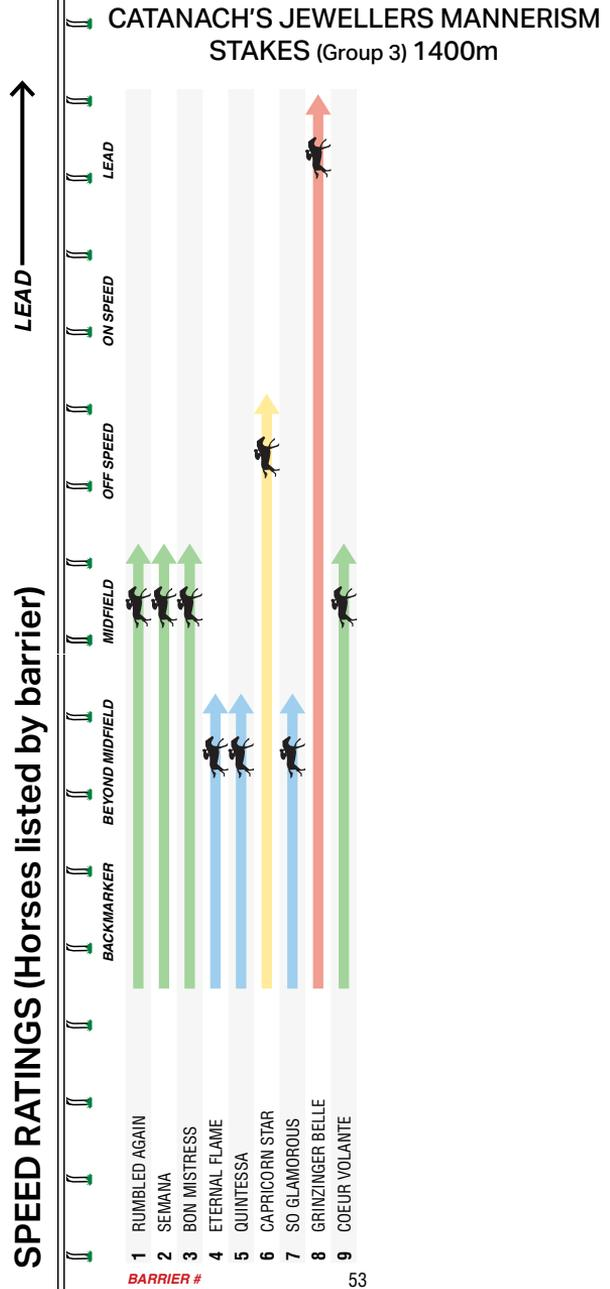 CATANACH'S JEWELLERS MANNERISM
STAKES (Group 3) 1400m
SPEED RATINGS (Horses listed by barrier)
LEAD
LEAD
ON SPEED
OFF SPEED
MIDFIELD
BEYOND MIDFIELD
BACKMARKER
1 RUMBLED AGAIN
2 SEMANA
3 BON MISTRESS
4 ETERNAL FLAME
5 QUINTESSA
6 CAPRICORN STAR
7 SO GLAMOROUS
8 GRINZINGER BELLE
9 COEUR VOLANTE
BARRIER #
53